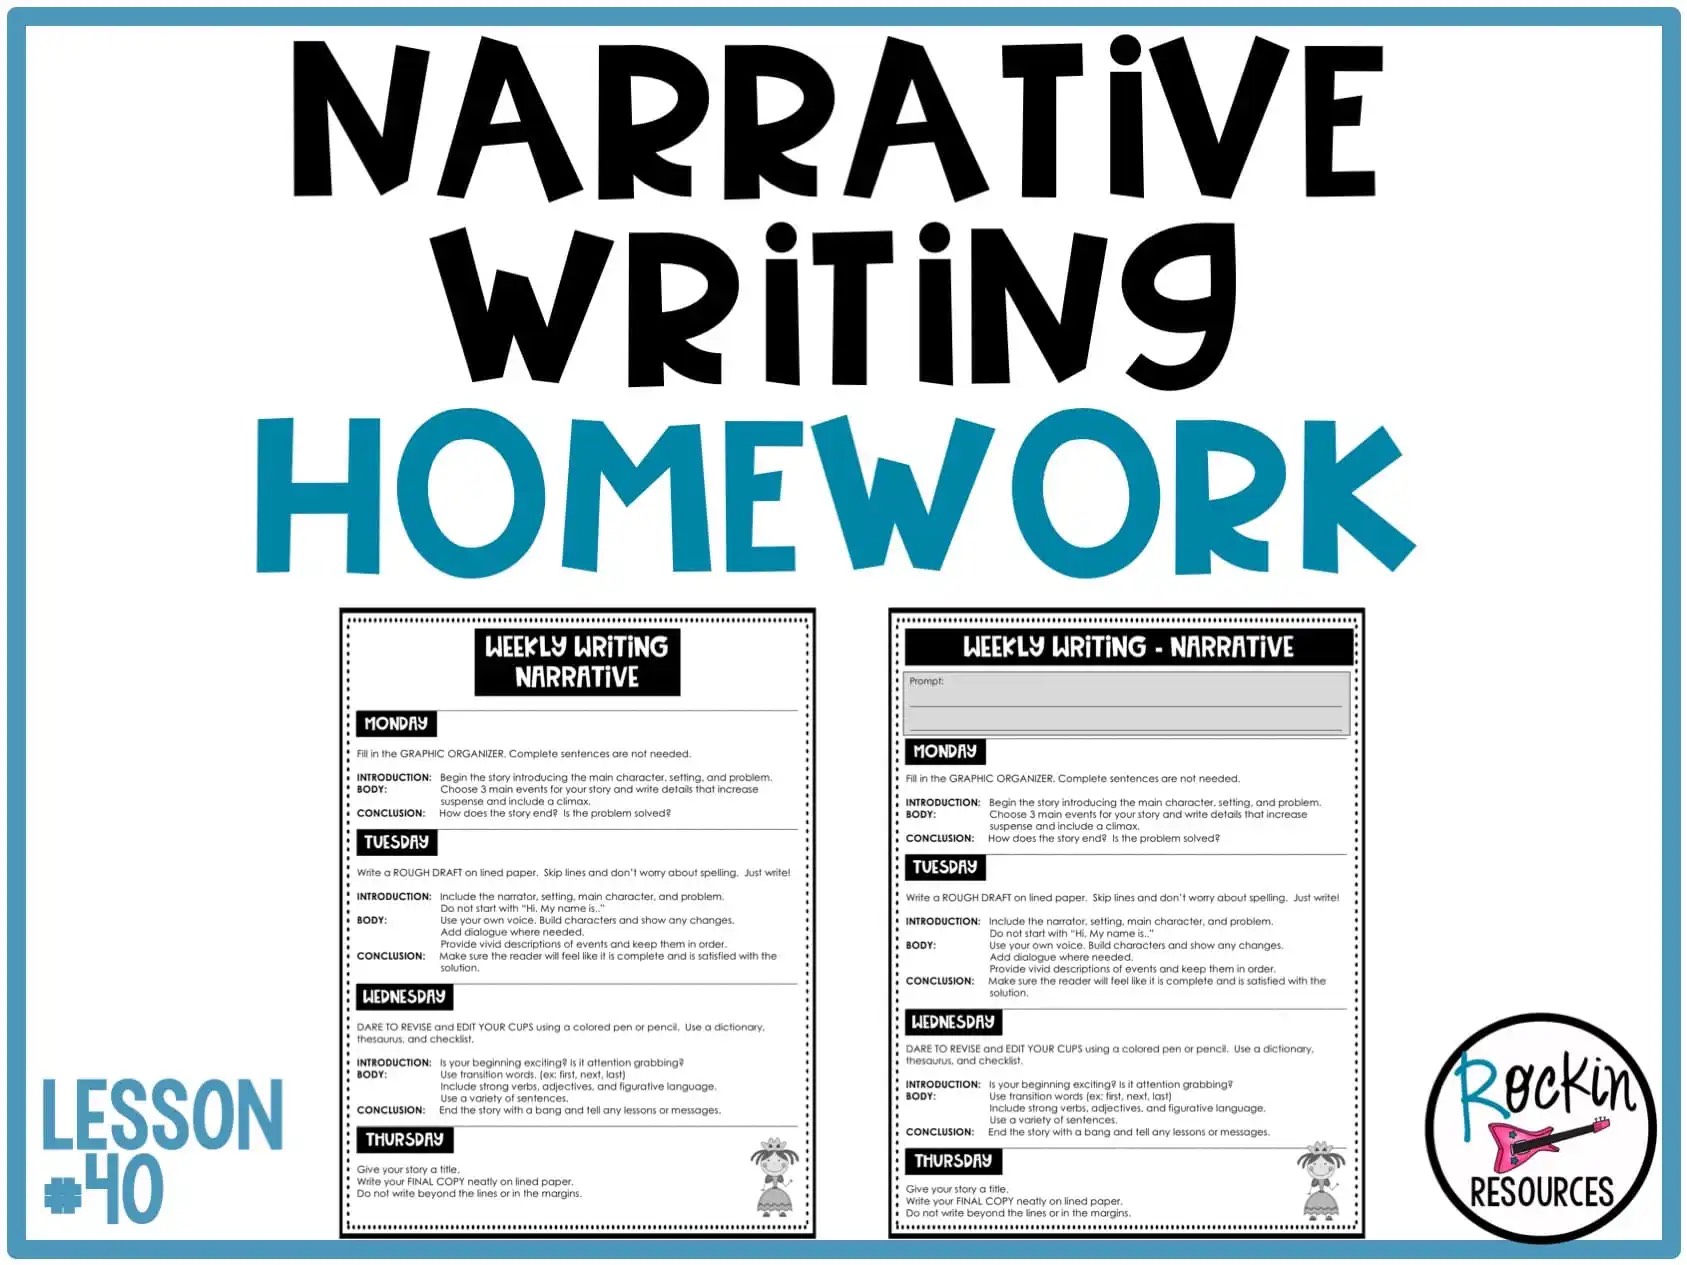 NARRATIVE
WRITING
HOMEWORK
WEEKLY WRITING
NARRATIVE
MONDAY
Fill in the GRAPHIC ORGANIZER. Complete sentences are not needed.
INTRODUCTION: Begin the story introducing the main character, setting, and problem.
BODY: Choose 3 main events for your story and write details that increase
suspense and include a climax.
CONCLUSION: How does the story end? Is the problem solved?
TUESDAY
Write a ROUGH DRAFT on lined paper. Skip lines and don't worry about spelling. Just write!
INTRODUCTION: Include the narrator, setting, main character, and problem.
Do not start with "Hi. My name is.."
BODY: Use your own voice. Build characters and show any changes.
Add dialogue where needed.
Provide vivid descriptions of events and keep them in order.
CONCLUSION: Make sure the reader will feel like it is complete and is satisfied with the
solution.
WEDNESDAY
DARE TO REVISE and EDIT YOUR CUPS using a colored pen or pencil. Use a dictionary,
thesaurus, and checklist.
INTRODUCTION: Is your beginning exciting? Is it attention grabbing?
BODY: Use transition words. (ex: first, next, last)
Include strong verbs, adjectives, and figurative language.
Use a variety of sentences.
CONCLUSION: End the story with a bang and tell any lessons or messages.
THURSDAY
Give your story a title.
Write your FINAL COPY neatly on lined paper.
Do not write beyond the lines or in the margins.
WEEKLY WRITING - NARRATIVE
Prompt:
MONDAY
Fill in the GRAPHIC ORGANIZER. Complete sentences are not needed.
INTRODUCTION: Begin the story introducing the main character, setting, and problem.
BODY: Choose 3 main events for your story and write details that increase
suspense and include a climax.
CONCLUSION: How does the story end? Is the problem solved?
TUESDAY
Write a ROUGH DRAFT on lined paper. Skip lines and don't worry about spelling. Just write!
INTRODUCTION: Include the narrator, setting, main character, and problem.
Do not start with "Hi. My name is.."
BODY: Use your own voice. Build characters and show any changes.
Add dialogue where needed.
Provide vivid descriptions of events and keep them in order.
CONCLUSION: Make sure the reader will feel like it is complete and is satisfied with the
solution.
WEDNESDAY
DARE TO REVISE and EDIT YOUR CUPS using a colored pen or pencil. Use a dictionary,
thesaurus, and checklist.
INTRODUCTION: Is your beginning exciting? Is it attention grabbing?
BODY: Use transition words (ex: first, next, last)
Include strong verbs, adjectives, and figurative language.
Use a variety of sentences.
CONCLUSION: End the story with a bang and tell any lessons or messages.
THURSDAY
Give your story a title.
Write your FINAL COPY neatly on lined paper.
Do not write beyond the lines or in the margins.
LESSON
#40
ROCKIN
RESOURCES